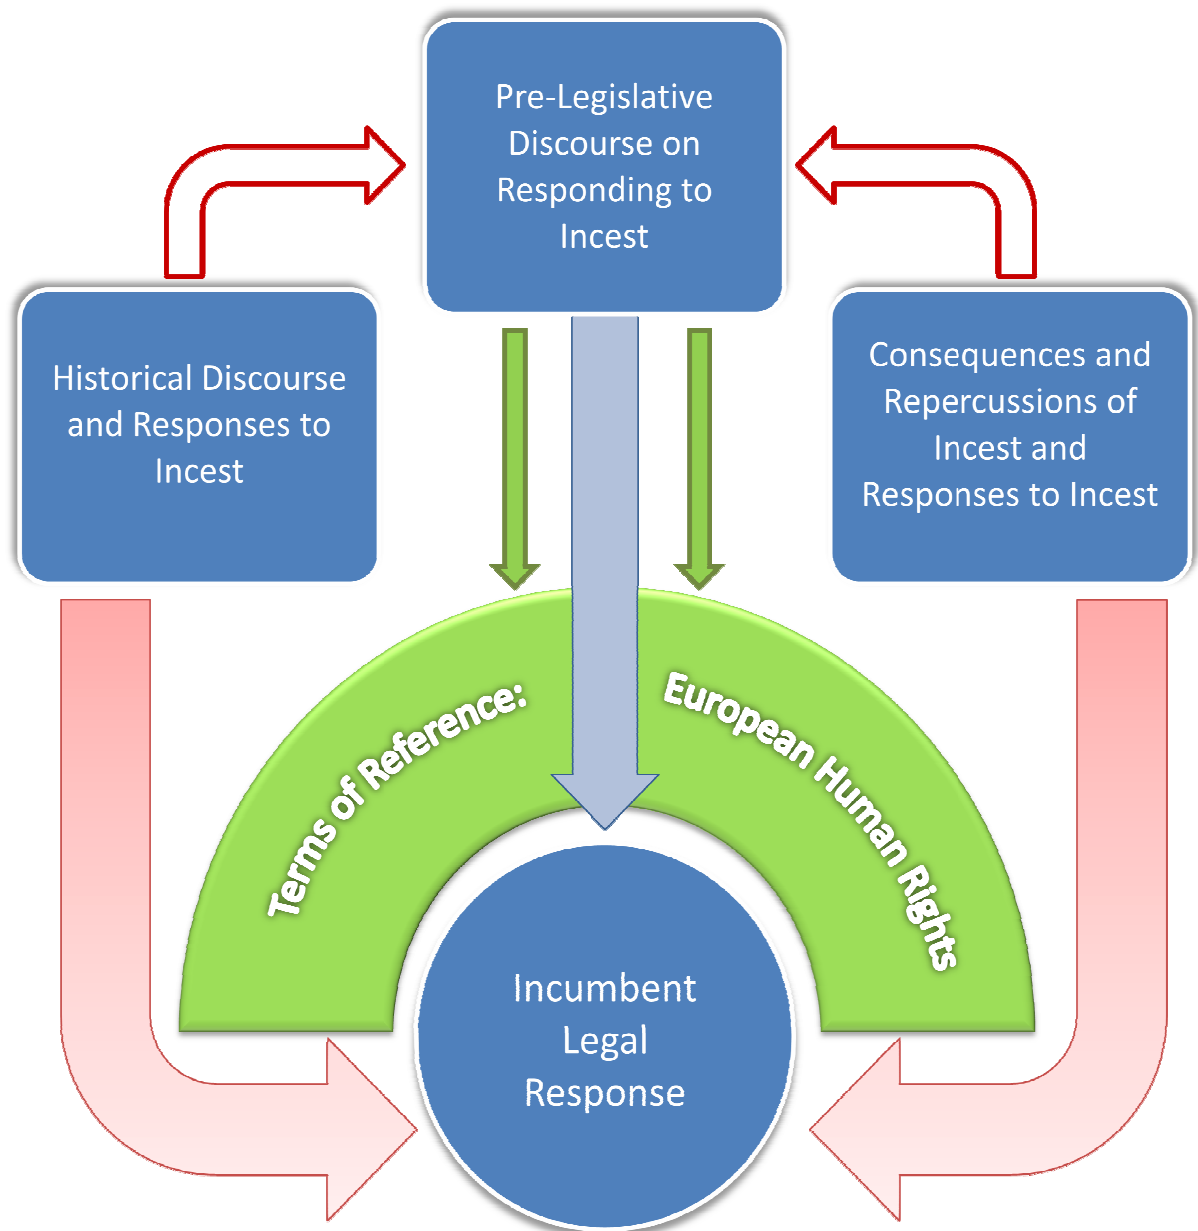 Pre-Legislative
Discourse on
Responding to
Incest
Historical Discourse
and Responses to
Incest
Consequences and
Repercussions of
Incest and
Responses to Incest
Terms of Reference:
European Human Rights
Incumbent
Legal
Response